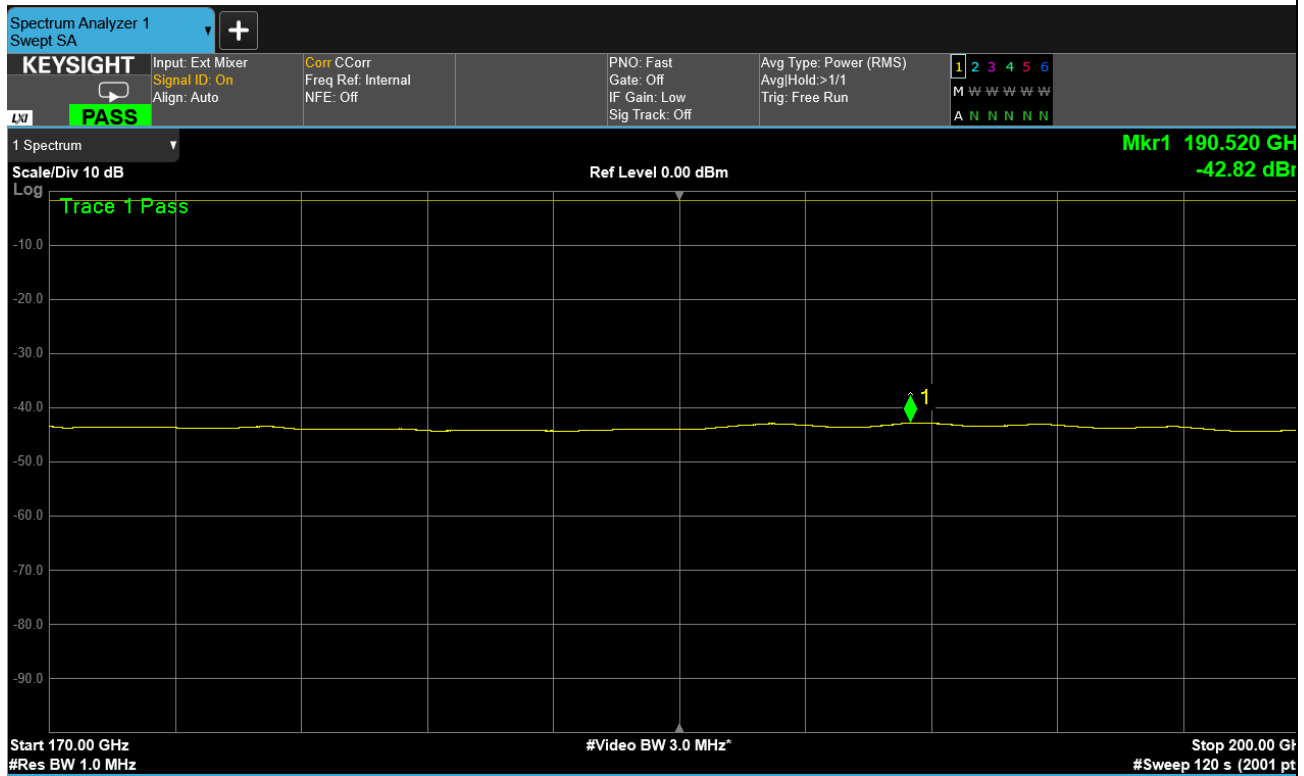 Spectrum Analyzer 1
Swept SA
+
KEYSIGHT
LXI
PASS
Input: Ext Mixer
Signal ID: On
Align: Auto
Corr CCorr
Freq Ref: Internal
NFE: Off
PNO: Fast
Gate: Off
IF Gain: Low
Sig Track: Off
Avg Type: Power (RMS)
Avg|Hold:>1/1
Trig: Free Run
1 2 3 4 5 6
M W W W W W
A N N N N N
1 Spectrum
Mkr1 190.520 GH
-42.82 dBr
Scale/Div 10 dB
Ref Level 0.00 dBm
Log
Trace 1 Pass
-10.0
-20.0
-30.0
-40.0
1
-50.0
-60.0
-70.0
-80.0
-90.0
Start 170.00 GHz
#Video BW 3.0 MHz*
Stop 200.00 GH
#Res BW 1.0 MHz
#Sweep 120 s (2001 pt